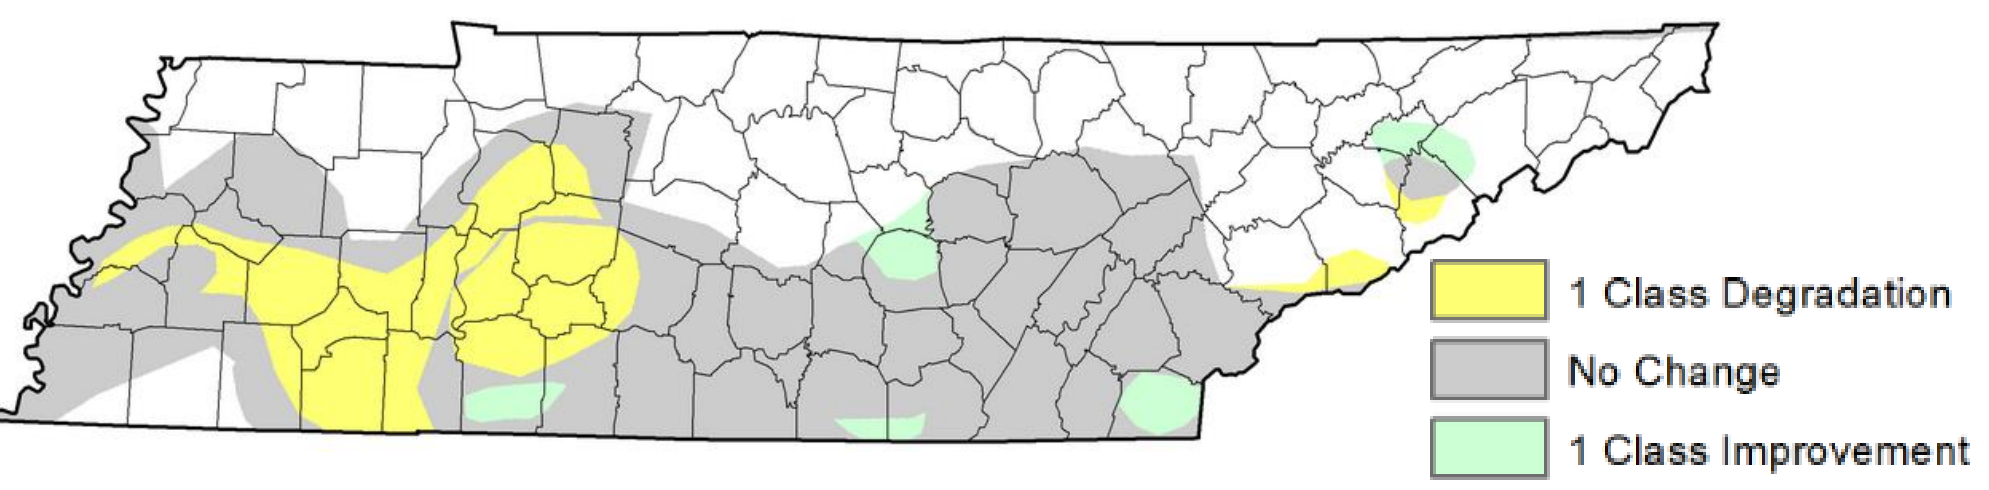 1 Class Degradation
No Change
1 Class Improvement